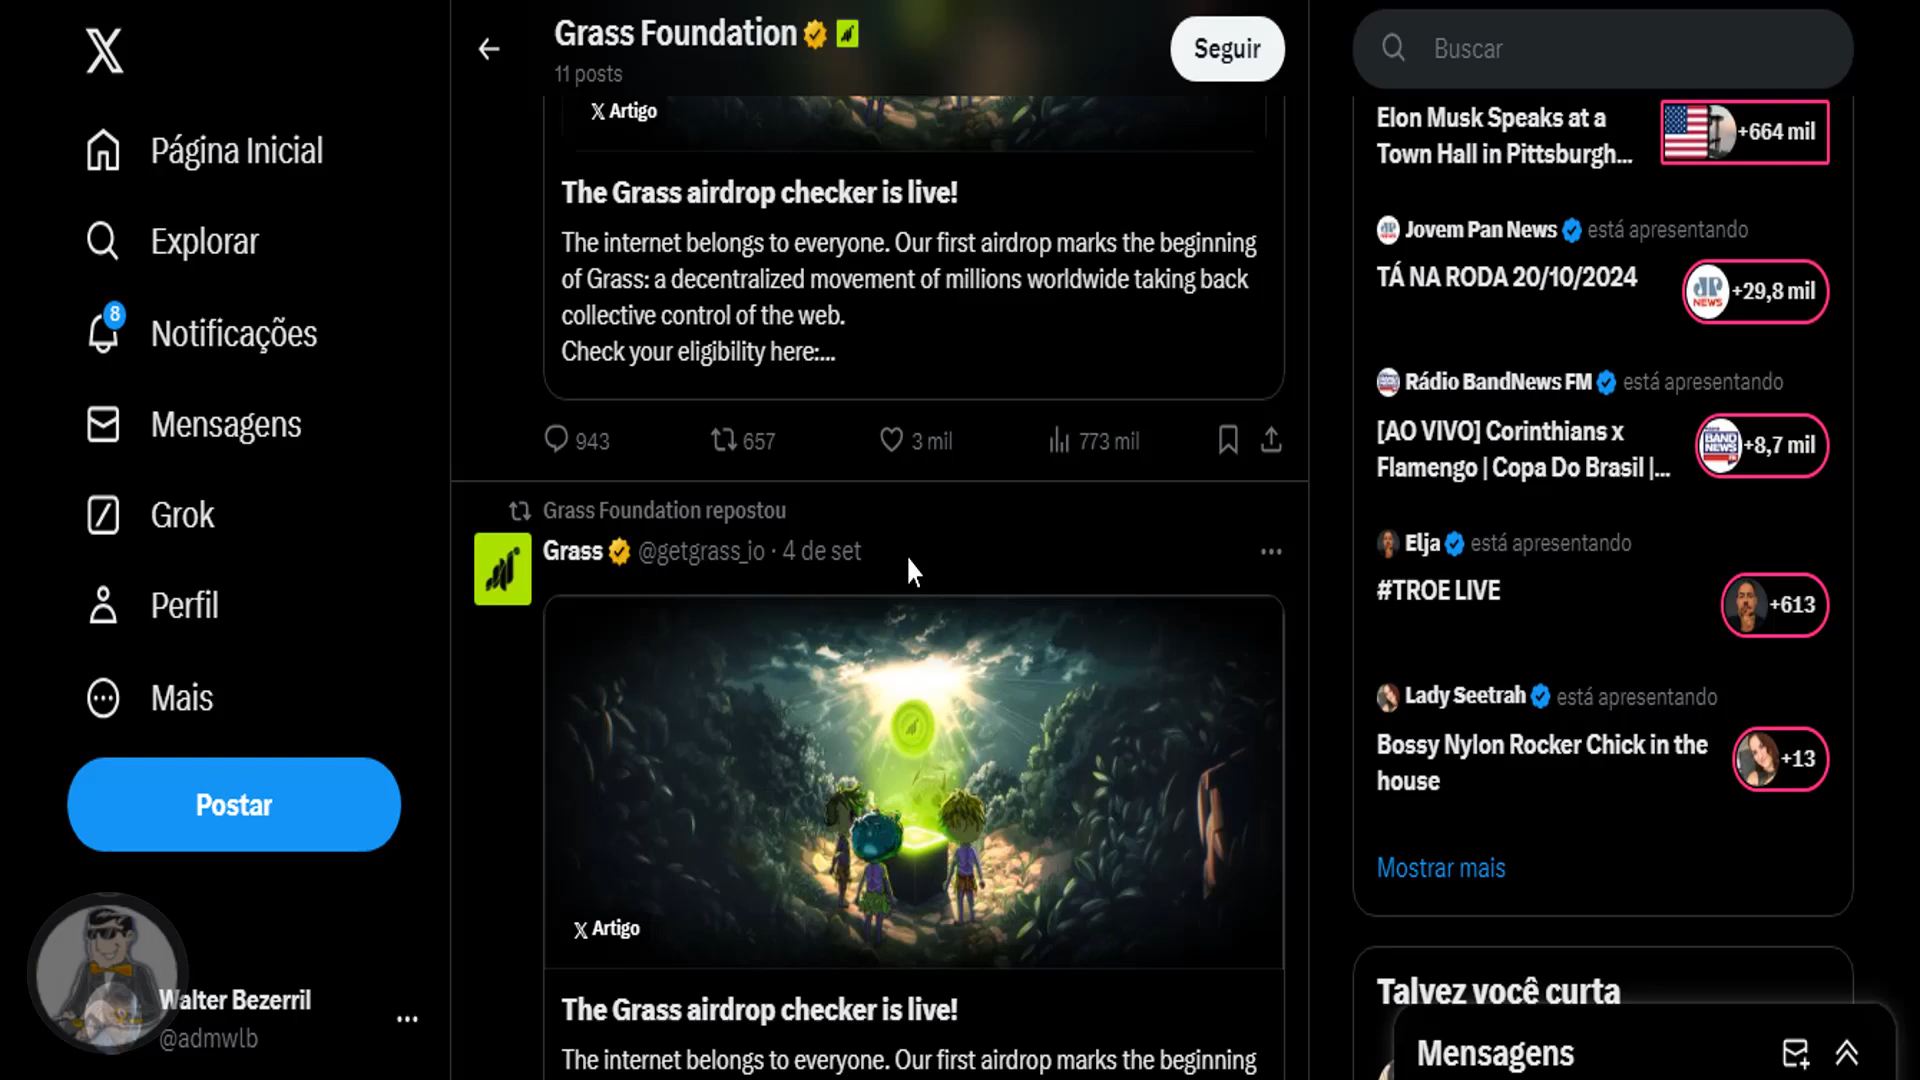 X
Página Inicial
Explorar
8
Notificações
Mensagens
Grok
Perfil
Mais
Postar
Walter Bezerril
@admwlb
Grass Foundation
11 posts
Seguir
X Artigo
The Grass airdrop checker is live!
The internet belongs to everyone. Our first airdrop marks the beginning
of Grass: a decentralized movement of millions worldwide taking back
collective control of the web.
Check your eligibility here:...
943
657
3 mil
773 mil
Grass Foundation repostou
Grass @getgrass_io · 4 de set
X Artigo
The Grass airdrop checker is live!
The internet belongs to everyone. Our first airdrop marks the beginning
Buscar
Elon Musk Speaks at a
Town Hall in Pittsburgh...
+664 mil
Jovem Pan News está apresentando
TÁ NA RODA 20/10/2024
JP NEWS
+29,8 mil
Rádio BandNews FM está apresentando
[AO VIVO] Corinthians x
Flamengo | Copa Do Brasil |...
BAND NEWS
+8,7 mil
Elja está apresentando
#TROE LIVE
+613
Lady Seetrah está apresentando
Bossy Nylon Rocker Chick in the
house
+13
Mostrar mais
Talvez você curta
Mensagens